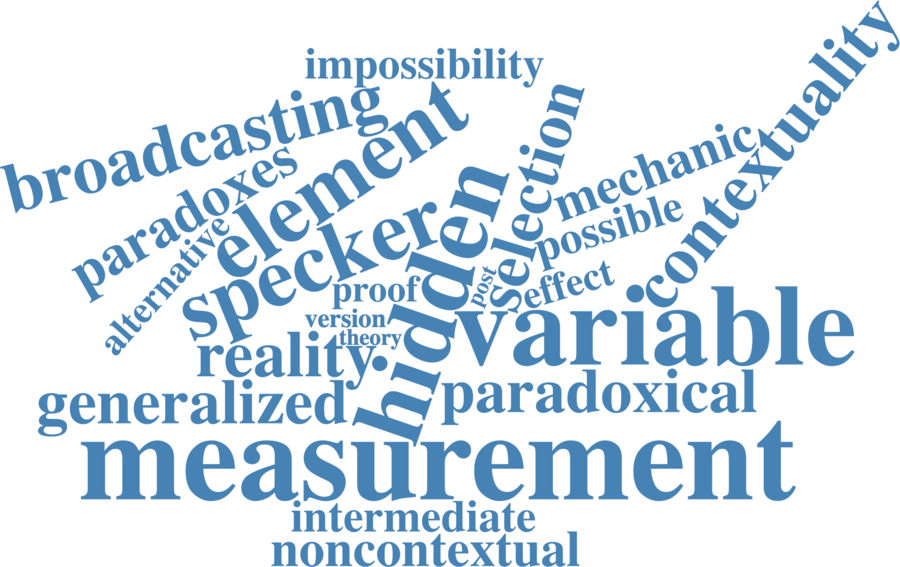 impossibility
broadcasting
paradoxes
alternative
element
specker
hidden
selection
mechanic
possible
contextuality
post
effect
proof
version
theory
variable
reality
generalized
paradoxical
measurement
intermediate
noncontextual